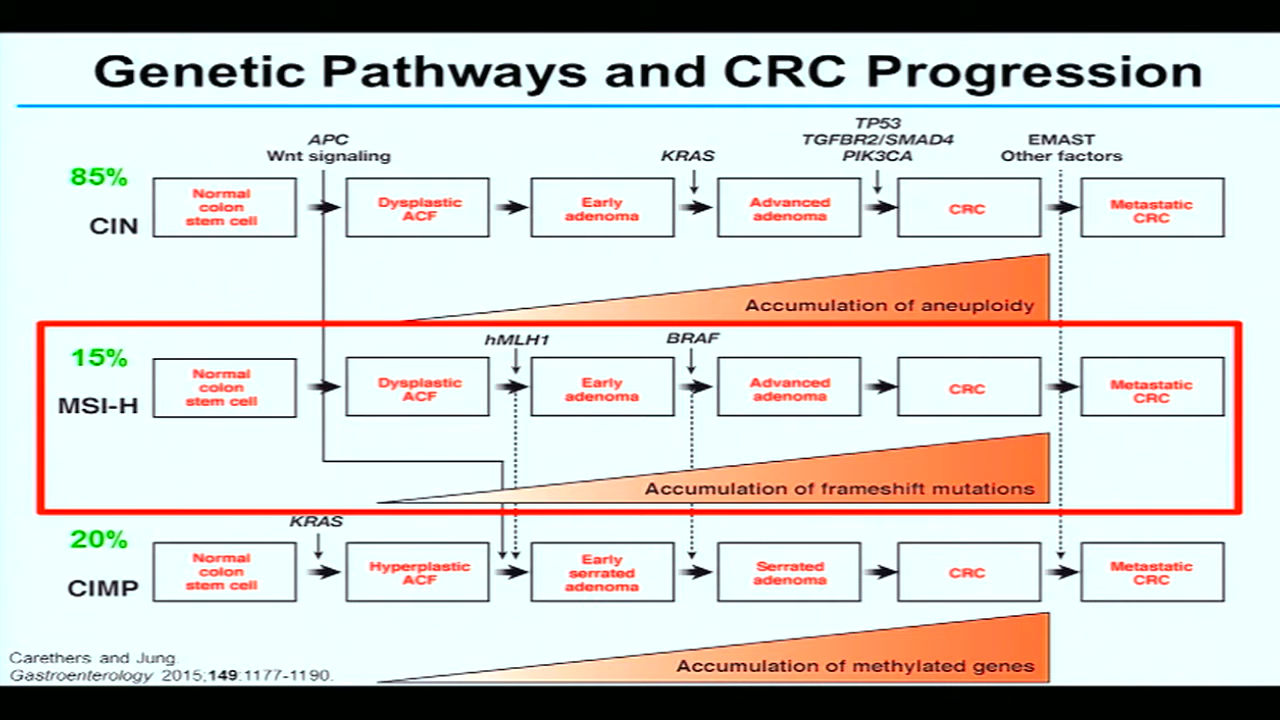 Genetic Pathways and CRC Progression
APC
Wnt signaling
KRAS
TP53
TGFBR2/SMAD4
PIK3CA
EMAST
Other factors
85%
CIN
Normal
colon
stem cell
Dysplastic
ACF
Early
adenoma
Advanced
adenoma
CRC
Metastatic
CRC
Accumulation of aneuploidy
hMLH1
BRAF
15%
MSI-H
Normal
colon
stem cell
Dysplastic
ACF
Early
adenoma
Advanced
adenoma
CRC
Metastatic
CRC
Accumulation of frameshift mutations
KRAS
20%
CIMP
Normal
colon
stem cell
Hyperplastic
ACF
Early
serrated
adenoma
Serrated
adenoma
CRC
Metastatic
CRC
Accumulation of methylated genes
Carethers and Jung.
Gastroenterology 2015;149:1177-1190.